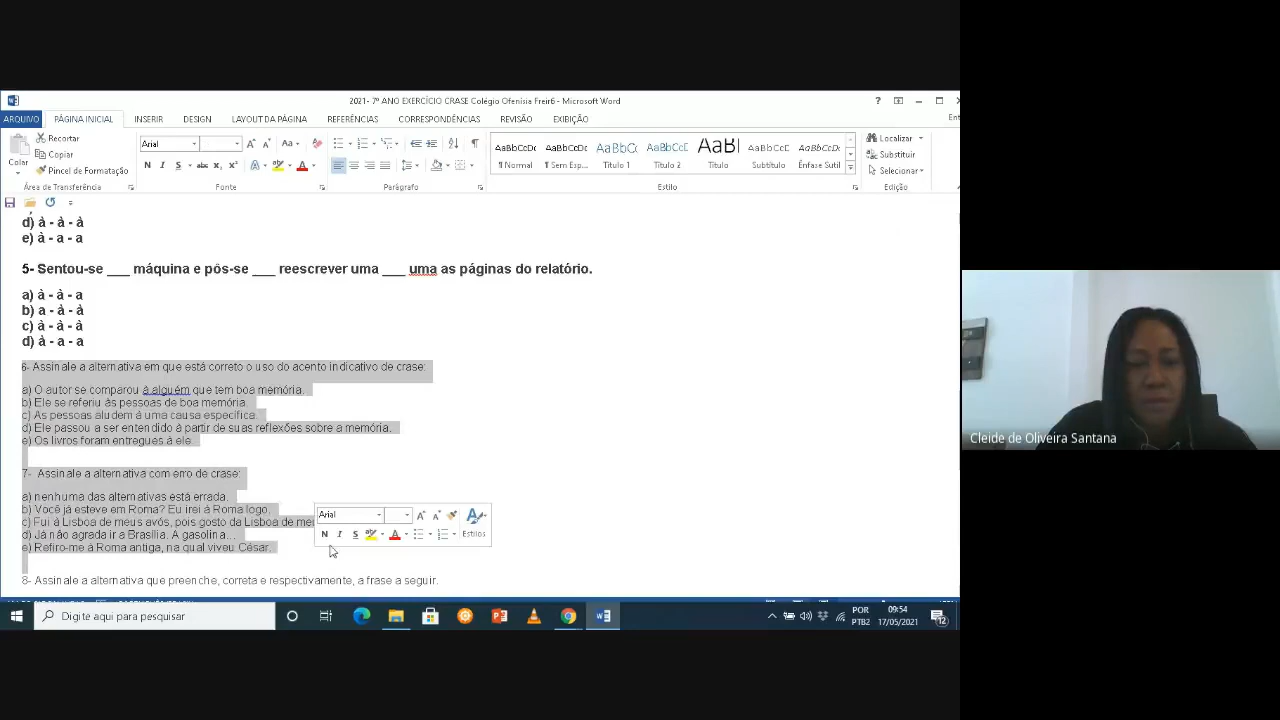 2021- 7º ANO EXERCÍCIO CRASE Colégio Ofenísia Freir6 - Microsoft Word
ARQUIVO PÁGINA INICIAL INSERIR DESIGN LAYOUT DA PÁGINA REFERÊNCIAS CORRESPONDÊNCIAS REVISÃO EXIBIÇÃO Ent
Colar
Recortar
Copiar
Pincel de Formatação
Área de Transferência
Arial
Fonte
Parágrafo
AaBbCcDc AaBbCcDc AaBbC AaBbCcC AaBl AaBbCcC AaBbCcDc
¶ Normal ¶ Sem Esp... Título 1 Título 2 Título Subtítulo Ênfase Sutil
Estilo
Localizar
Substituir
Selecionar
Edição
d) à - à - à
e) à - a - a
5- Sentou-se ___ máquina e pôs-se ___ reescrever uma ___ uma as páginas do relatório.
a) à - à - a
b) a - à - à
c) à - à - à
d) à - a - a
6- Assinale a alternativa em que está correto o uso do acento indicativo de crase:
a) O autor se comparou à alguém que tem boa memória.
b) Ele se referiu às pessoas de boa memória.
c) As pessoas aludem à uma causa específica.
d) Ele passou a ser entendido à partir de suas reflexões sobre a memória.
e) Os livros foram entregues à ele.
7- Assinale a alternativa com erro de crase:
a) nenhuma das alternativas está errada.
b) Você já esteve em Roma? Eu irei à Roma logo.
c) Fui à Lisboa de meus avós, pois gosto da Lisboa de meu
d) Já não agrada ir a Brasília. A gasolina...
e) Refiro-me à Roma antiga, na qual viveu César.
Arial
N I S Estilos
8- Assinale a alternativa que preenche, correta e respectivamente, a frase a seguir.
Digite aqui para pesquisar
POR
PTB2
09:54
17/05/2021
12
Cleide de Oliveira Santana